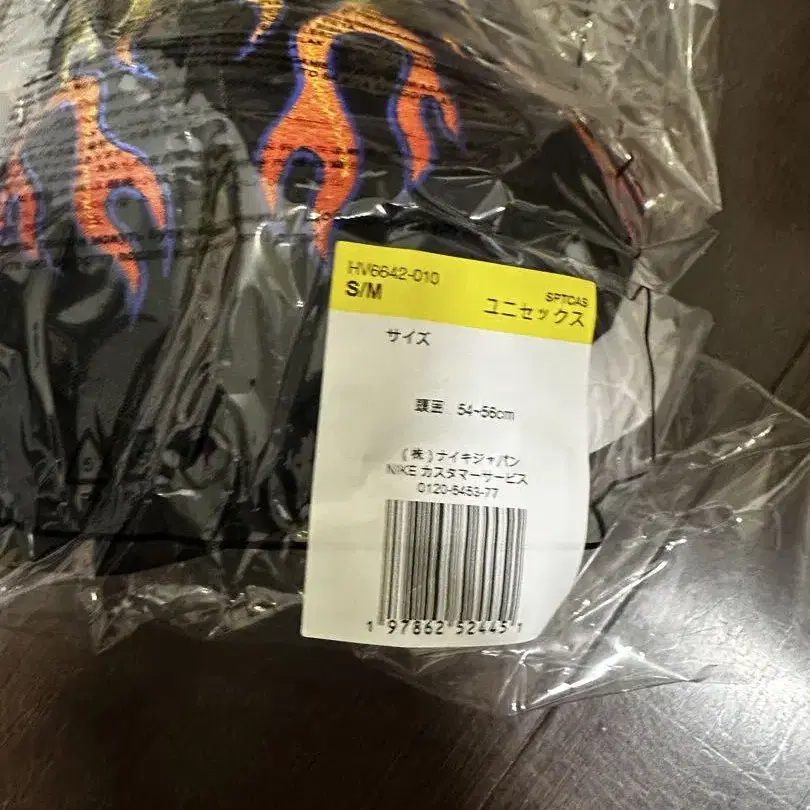 HV6642-010
S/M
SPTCAS
ユニセックス
サイズ
頭囲 54~56cm
(株)ナイキジャパン
NIKE カスタマーサービス
0120-6453-77
1 97862 52445 1